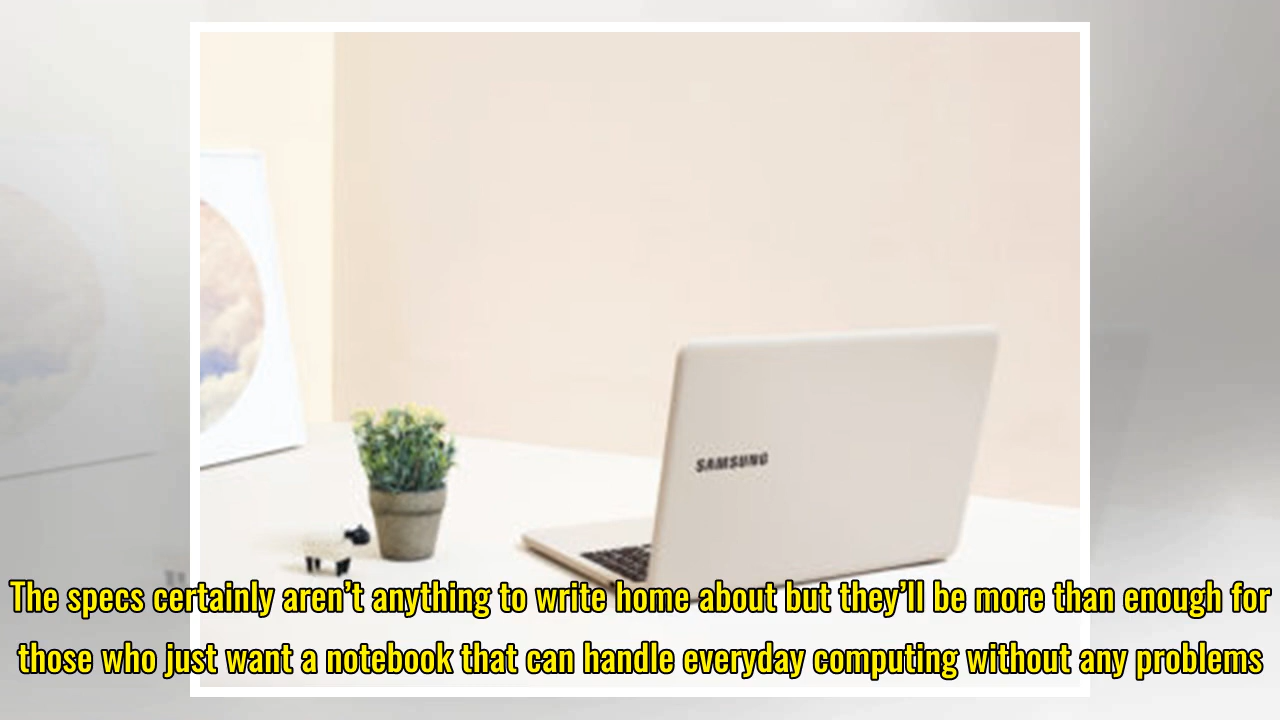 SAMSUNG
The specs certainly aren’t anything to write home about but they’ll be more than enough for
those who just want a notebook that can handle everyday computing without any problems